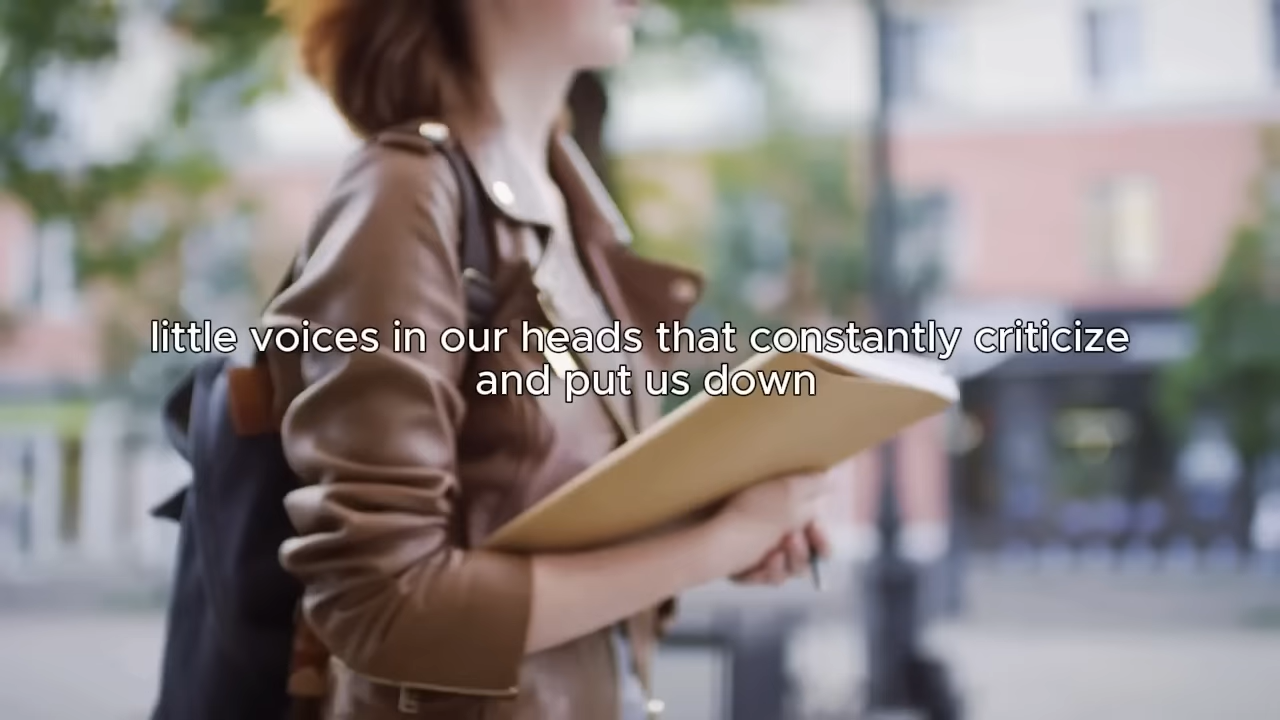 little voices in our heads that constantly criticize
and put us down